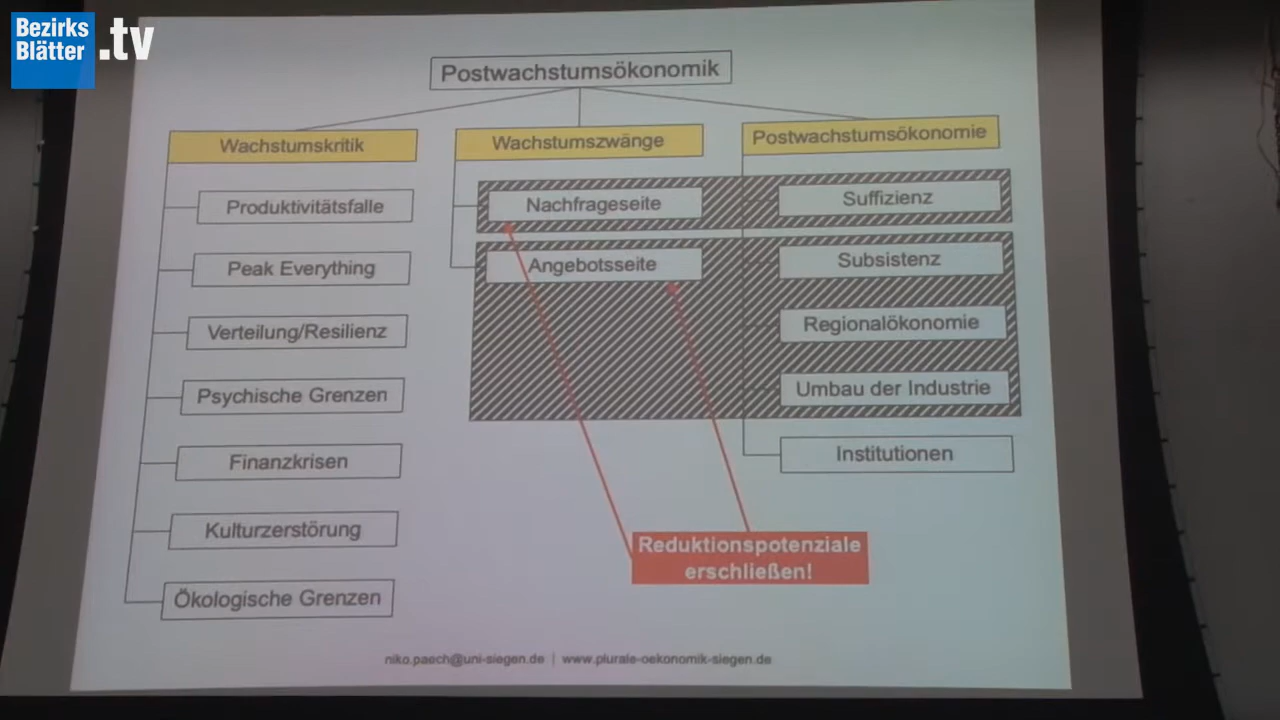 Bezirks
Blätter
.tv
Postwachstumsökonomik
Wachstumskritik
Produktivitätsfalle
Peak Everything
Verteilung/Resilienz
Psychische Grenzen
Finanzkrisen
Kulturzerstörung
Ökologische Grenzen
Wachstumszwänge
Nachfrageseite
Angebotsseite
Postwachstumsökonomie
Suffizienz
Subsistenz
Regionalökonomie
Umbau der Industrie
Institutionen
Reduktionspotenziale
erschließen!
niko.paech@uni-siegen.de | www.plurale-oekonomik-siegen.de